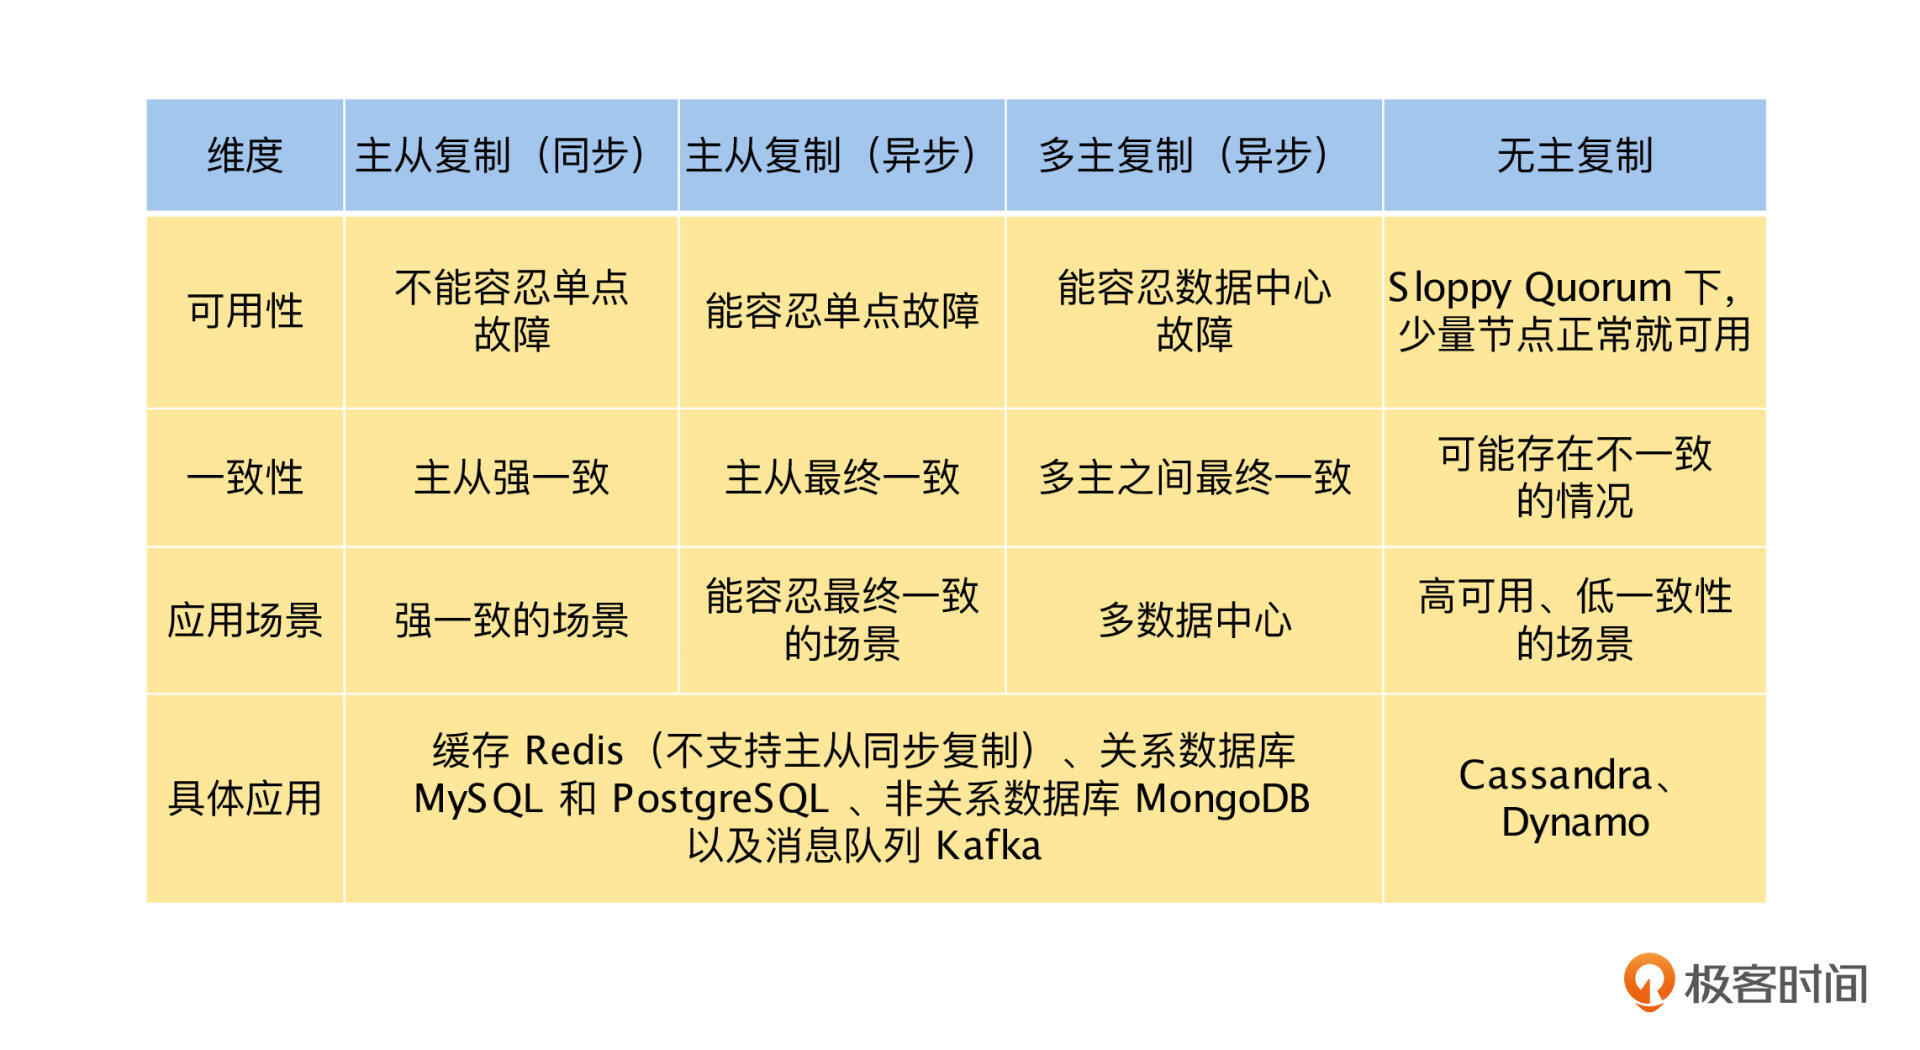 维度
主从复制（同步）
主从复制（异步）
多主复制（异步）
无主复制
可用性
不能容忍单点
故障
能容忍单点故障
能容忍数据中心
故障
Sloppy Quorum 下，
少量节点正常就可用
一致性
主从强一致
主从最终一致
多主之间最终一致
可能存在不一致
的情况
应用场景
强一致的场景
能容忍最终一致
的场景
多数据中心
高可用、低一致性
的场景
具体应用
缓存 Redis（不支持主从同步复制）、关系数据库
MySQL 和 PostgreSQL 、非关系数据库 MongoDB
以及消息队列 Kafka
Cassandra、
Dynamo
极客时间